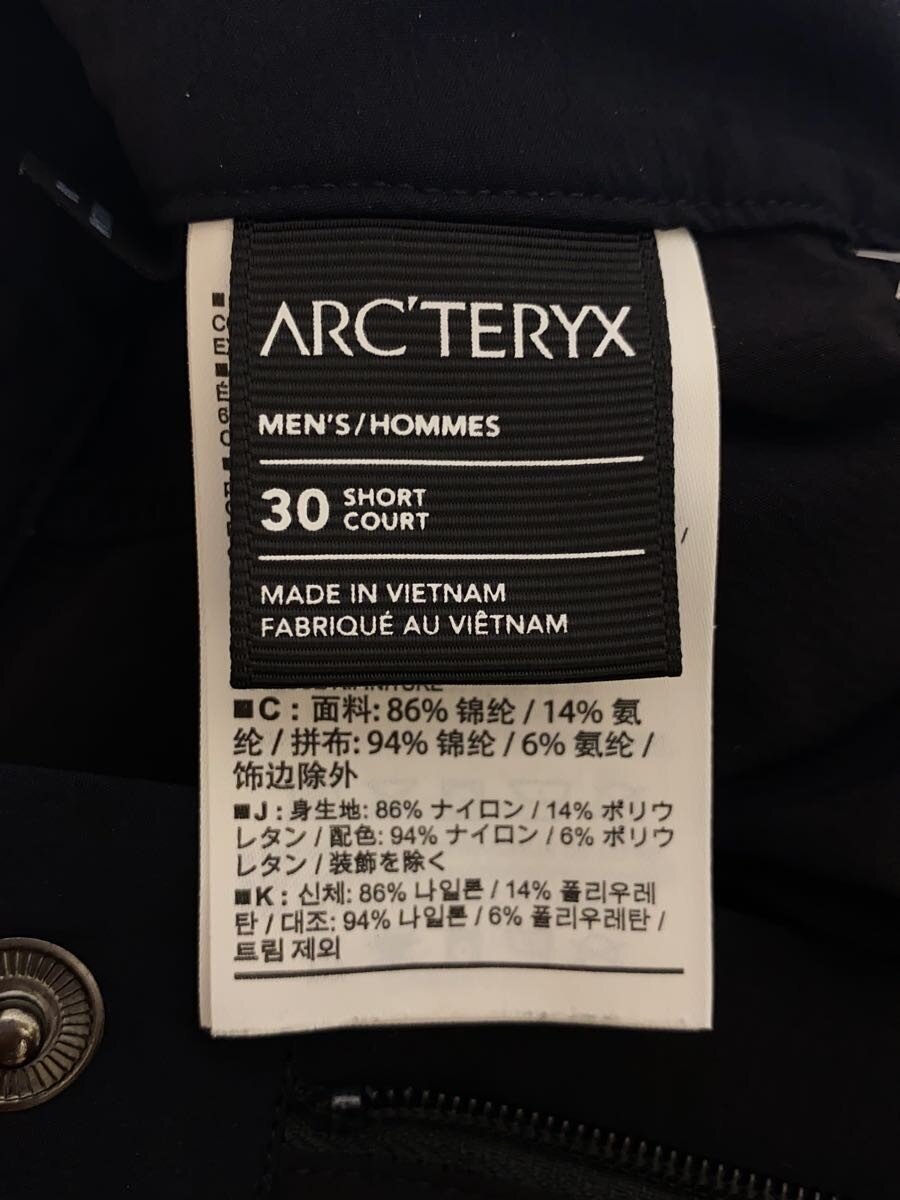 ARC'TERYX
MEN'S/HOMMES
30 SHORT
COURT
MADE IN VIETNAM
FABRIQUÉ AU VIÊTNAM
■C : 面料: 86% 锦纶 / 14% 氨
纶 / 拼布: 94% 锦纶 / 6% 氨纶 /
饰边除外
■J : 身生地: 86% ナイロン / 14% ポリウ
レタン / 配色: 94% ナイロン / 6% ポリウ
レタン / 装飾を除く
■K : 신체: 86% 나일론 / 14% 폴리우레
탄 / 대조: 94% 나일론 / 6% 폴리우레탄 /
트림 제외